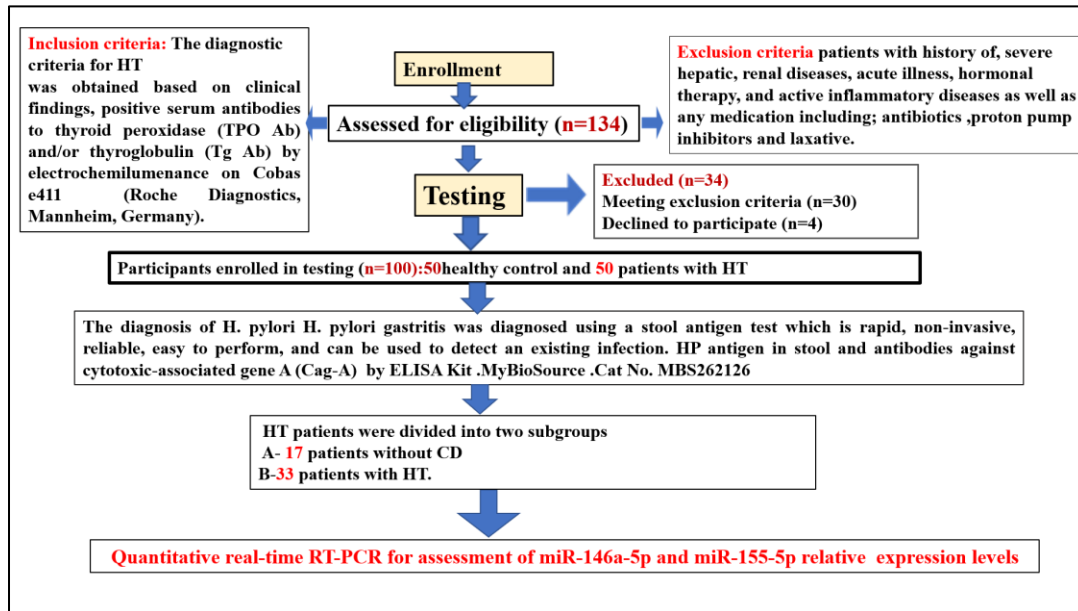 Inclusion criteria: The diagnostic
criteria for HT
was obtained based on clinical
findings, positive serum antibodies
to thyroid peroxidase (TPO Ab)
and/or thyroglobulin (Tg Ab) by
electrochemilumenance on Cobas
e411 (Roche Diagnostics,
Mannheim, Germany).
Enrollment
Assessed for eligibility (n=134)
Exclusion criteria patients with history of, severe
hepatic, renal diseases, acute illness, hormonal
therapy, and active inflammatory diseases as well as
any medication including; antibiotics ,proton pump
inhibitors and laxative.
Testing
Excluded (n=34)
Meeting exclusion criteria (n=30)
Declined to participate (n=4)
Participants enrolled in testing (n=100):50healthy control and 50 patients with HT
The diagnosis of H. pylori H. pylori gastritis was diagnosed using a stool antigen test which is rapid, non-invasive,
reliable, easy to perform, and can be used to detect an existing infection. HP antigen in stool and antibodies against
cytotoxic-associated gene A (Cag-A) by ELISA Kit .MyBioSource .Cat No. MBS262126
HT patients were divided into two subgroups
A- 17 patients without CD
B-33 patients with HT.
Quantitative real-time RT-PCR for assessment of miR-146a-5p and miR-155-5p relative expression levels